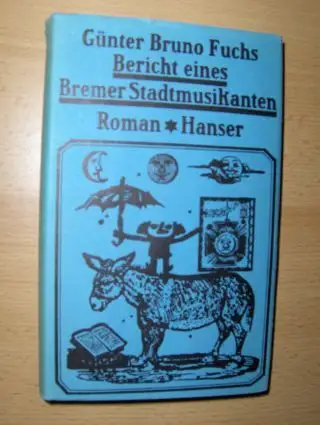 Günter Bruno Fuchs
Bericht eines
Bremer Stadtmusikanten
Roman ✶ Hanser